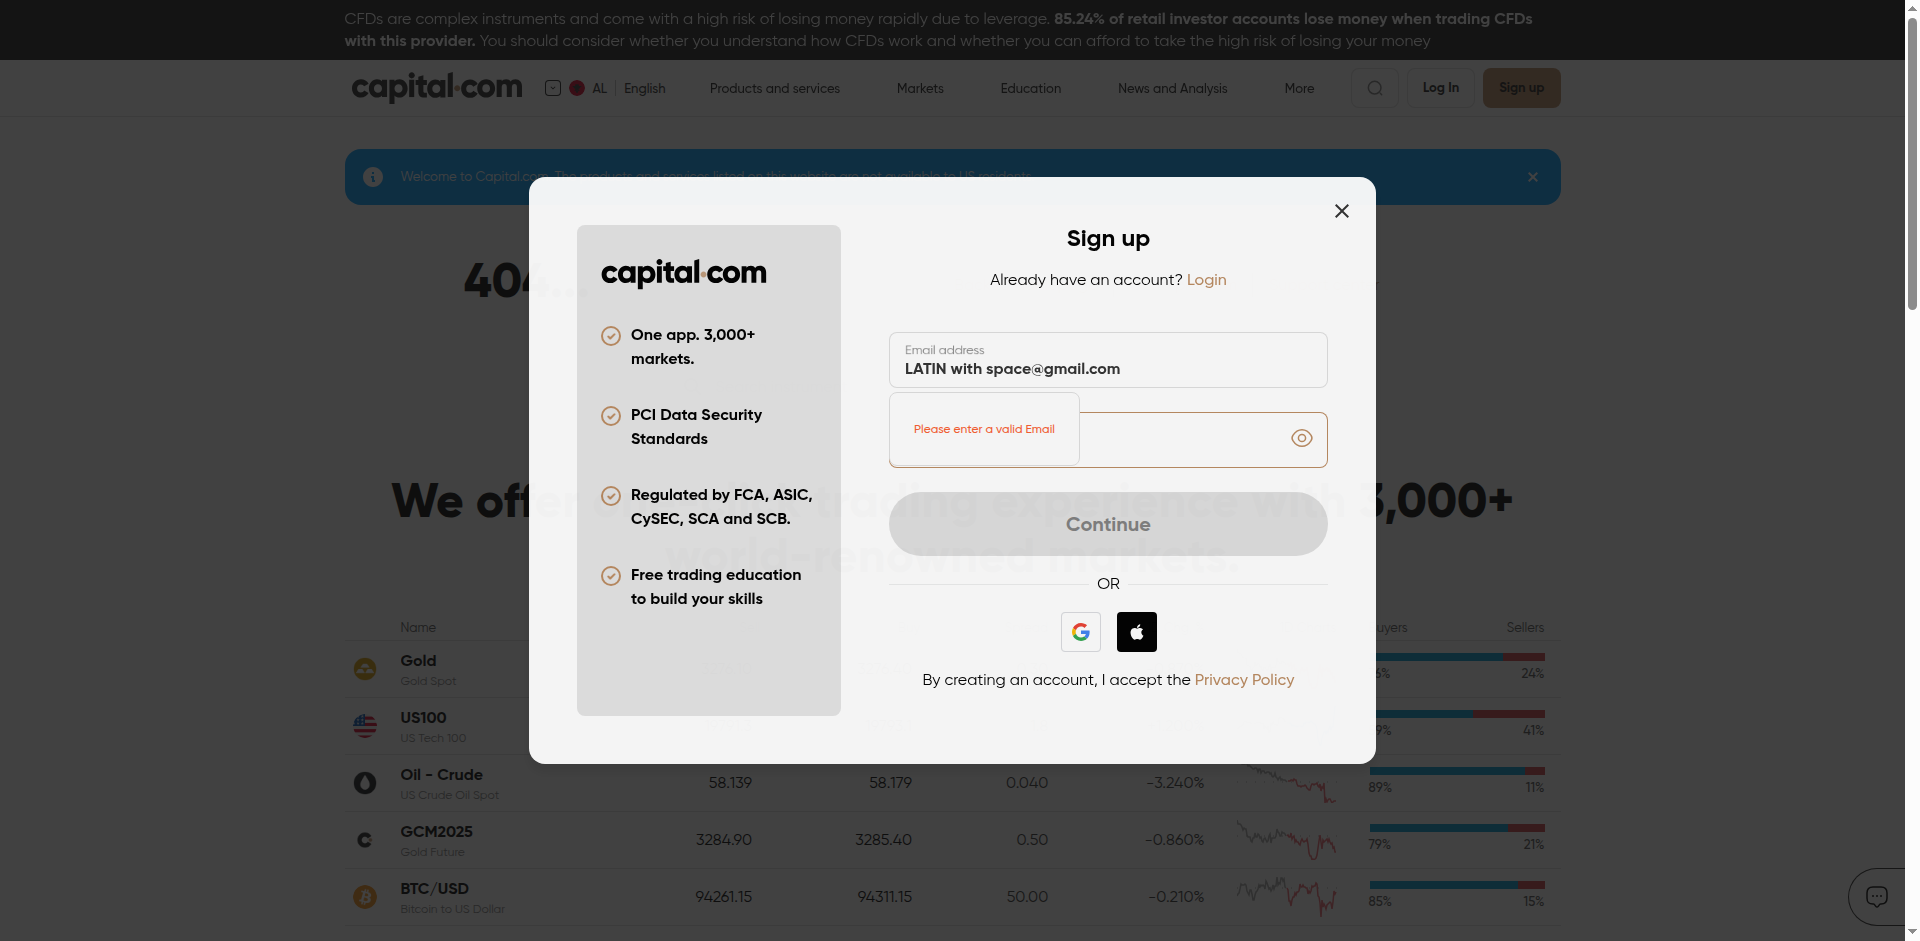 CFDs are complex instruments and come with a high risk of losing money rapidly due to leverage. 85.24% of retail investor accounts lose money when trading CFDs
with this provider. You should consider whether you understand how CFDs work and whether you can afford to take the high risk of losing your money
capital.com
AL
English
Products and services
Markets
Education
News and Analysis
More
Log In
Sign up
Welcome to Capital.com. The products and services listed on this website are not available to US residents.
404...
capital.com
One app. 3,000+
markets.
PCI Data Security
Standards
Regulated by FCA, ASIC,
CySEC, SCA and SCB.
Free trading education
to build your skills
Sign up
Already have an account? Login
Email address
LATIN with space@gmail.com
Please enter a valid Email
Continue
OR
By creating an account, I accept the Privacy Policy
We offer trading experience with 3,000+
world-renowned markets.
Name
Sellers
Gold
Gold Spot
24%
US100
US Tech 100
41%
Oil - Crude
US Crude Oil Spot
58.139
58.179
0.040
-3.240%
89%
11%
GCM2025
Gold Future
3284.90
3285.40
0.50
-0.860%
79%
21%
BTC/USD
Bitcoin to US Dollar
94261.15
94311.15
50.00
-0.210%
85%
15%